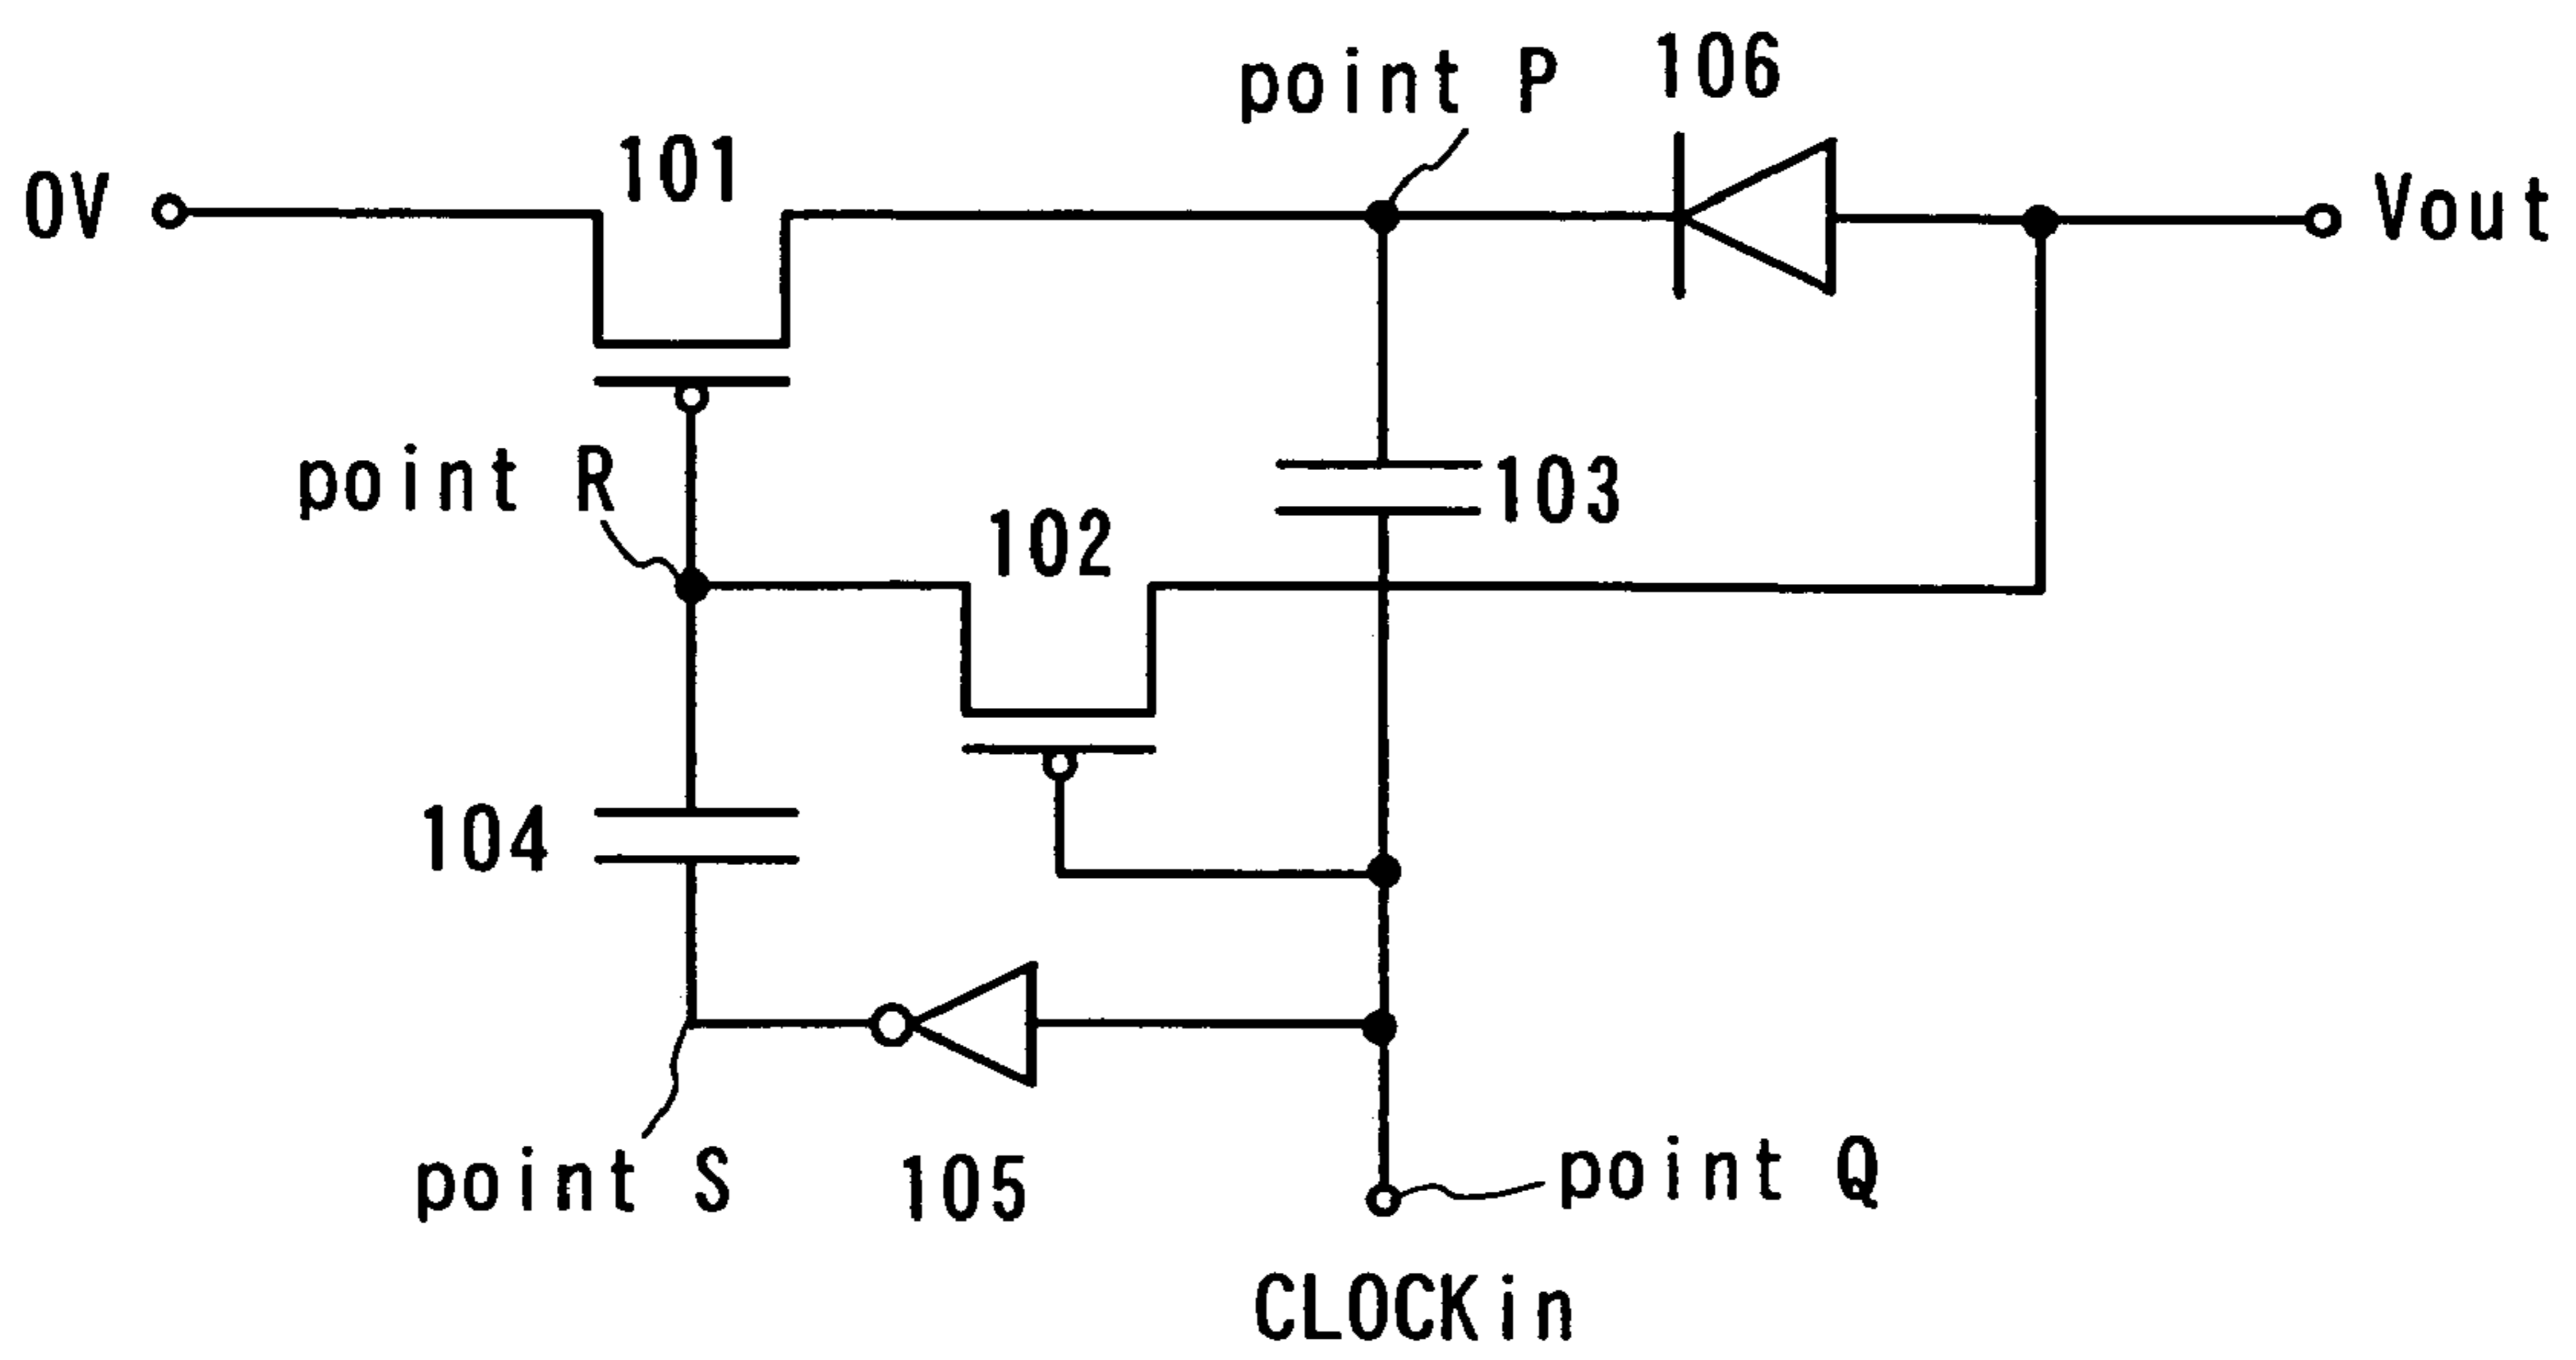 point P
106
0V
101
Vout
point R
102
103
104
point S
105
point Q
CLOCKin